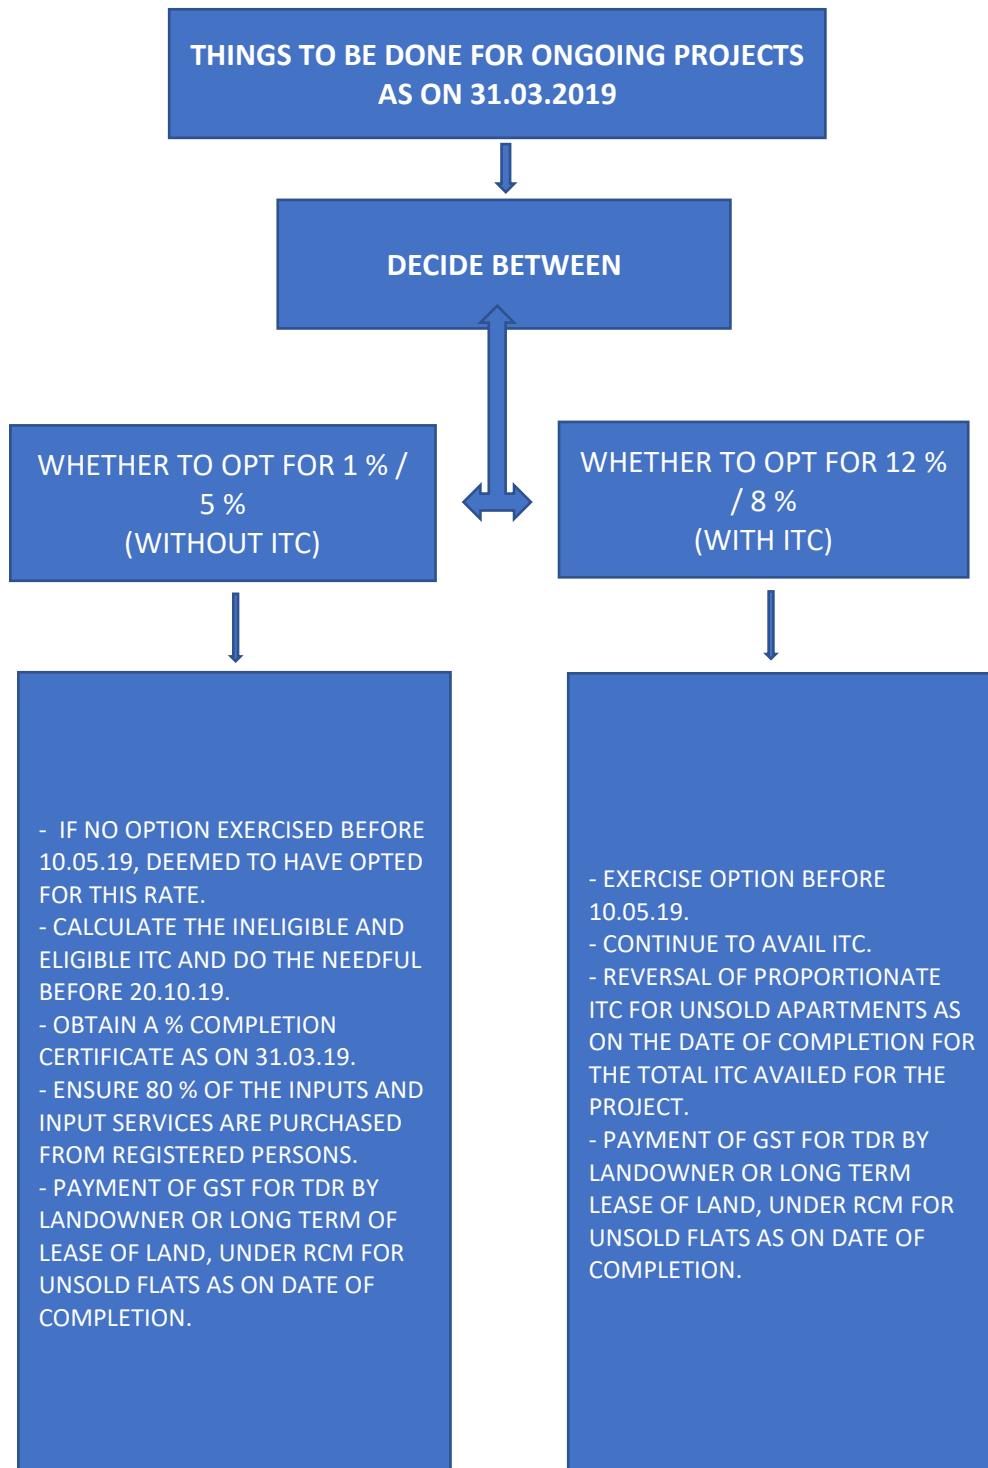 THINGS TO BE DONE FOR ONGOING PROJECTS
AS ON 31.03.2019
DECIDE BETWEEN
WHETHER TO OPT FOR 1 % /
5 %
(WITHOUT ITC)
WHETHER TO OPT FOR 12 %
/ 8 %
(WITH ITC)
- IF NO OPTION EXERCISED BEFORE
10.05.19, DEEMED TO HAVE OPTED
FOR THIS RATE.
- CALCULATE THE INELIGIBLE AND
ELIGIBLE ITC AND DO THE NEEDFUL
BEFORE 20.10.19.
- OBTAIN A % COMPLETION
CERTIFICATE AS ON 31.03.19.
- ENSURE 80 % OF THE INPUTS AND
INPUT SERVICES ARE PURCHASED
FROM REGISTERED PERSONS.
- PAYMENT OF GST FOR TDR BY
LANDOWNER OR LONG TERM OF
LEASE OF LAND, UNDER RCM FOR
UNSOLD FLATS AS ON DATE OF
COMPLETION.
- EXERCISE OPTION BEFORE
10.05.19.
- CONTINUE TO AVAIL ITC.
- REVERSAL OF PROPORTIONATE
ITC FOR UNSOLD APARTMENTS AS
ON THE DATE OF COMPLETION FOR
THE TOTAL ITC AVAILED FOR THE
PROJECT.
- PAYMENT OF GST FOR TDR BY
LANDOWNER OR LONG TERM
LEASE OF LAND, UNDER RCM FOR
UNSOLD FLATS AS ON DATE OF
COMPLETION.